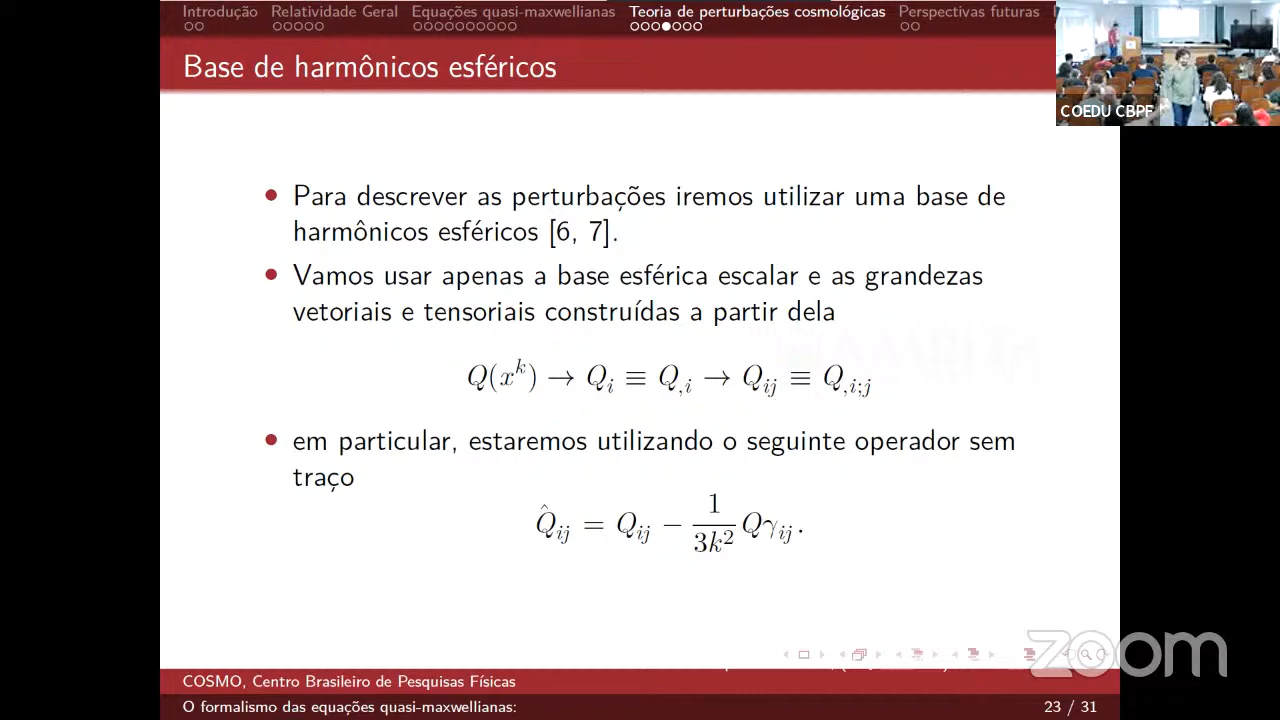 Introdução Relatividade Geral Equações quasi-maxwellianas Teoria de perturbações cosmológicas Perspectivas futuras
Base de harmônicos esféricos
COEDU CBPF
Para descrever as perturbações iremos utilizar uma base de
harmônicos esféricos [6, 7].
Vamos usar apenas a base esférica escalar e as grandezas
vetoriais e tensoriais construídas a partir dela
Q(x^k) → Q_i ≡ Q_{,i} → Q_{ij} ≡ Q_{,i;j}
em particular, estaremos utilizando o seguinte operador sem
traço
Q̂_{ij} = Q_{ij} − \frac{1}{3k^2} Qγ_{ij}.
zoom
COSMO, Centro Brasileiro de Pesquisas Físicas
O formalismo das equações quasi-maxwellianas: 23 / 31